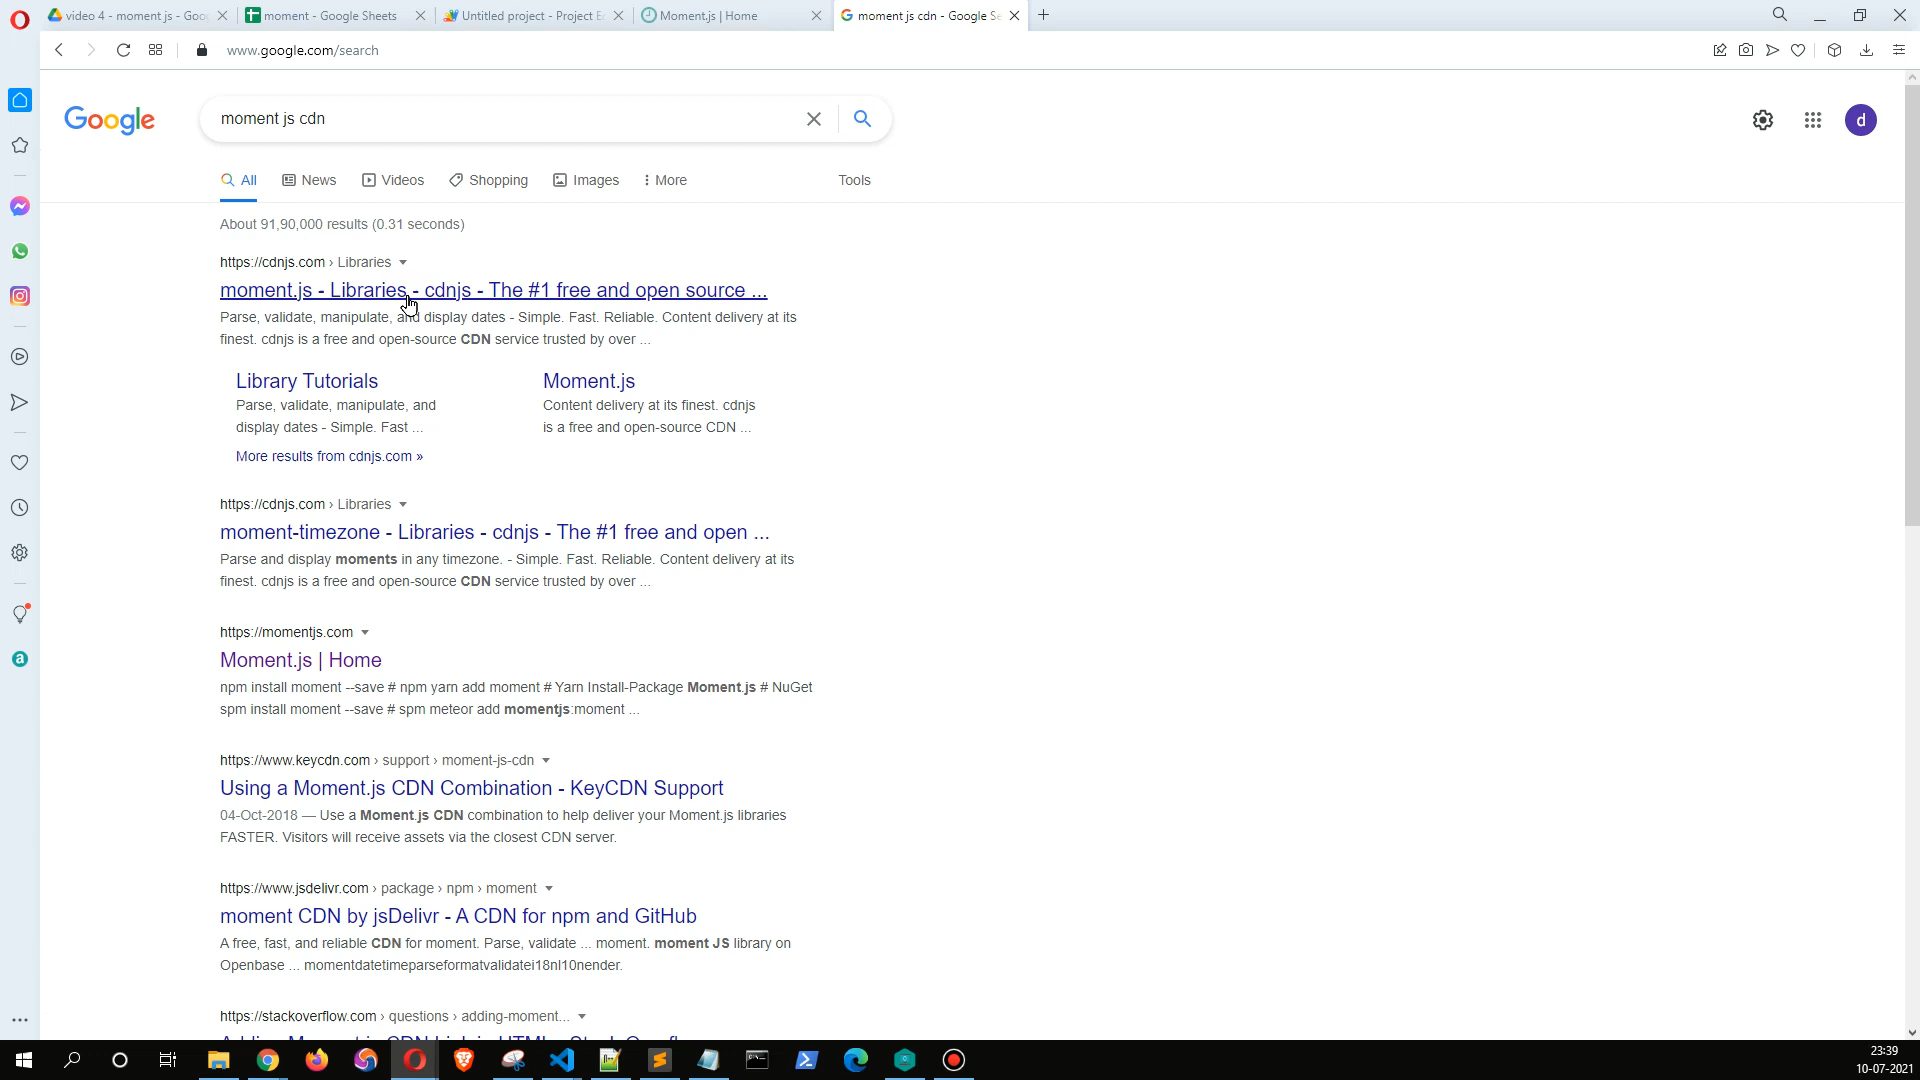 video 4 - moment js - Goo
moment - Google Sheets
Untitled project - Project E
Moment.js | Home
moment js cdn - Google Se
www.google.com/search
Google
moment js cdn
d
All
News
Videos
Shopping
Images
More
Tools
About 91,90,000 results (0.31 seconds)
https://cdnjs.com › Libraries
moment.js - Libraries - cdnjs - The #1 free and open source ...
Parse, validate, manipulate, and display dates - Simple. Fast. Reliable. Content delivery at its
finest. cdnjs is a free and open-source CDN service trusted by over ...
Library Tutorials
Parse, validate, manipulate, and
display dates - Simple. Fast ...
Moment.js
Content delivery at its finest. cdnjs
is a free and open-source CDN ...
More results from cdnjs.com »
https://cdnjs.com › Libraries
moment-timezone - Libraries - cdnjs - The #1 free and open ...
Parse and display moments in any timezone. - Simple. Fast. Reliable. Content delivery at its
finest. cdnjs is a free and open-source CDN service trusted by over ...
https://momentjs.com
Moment.js | Home
npm install moment --save # npm yarn add moment # Yarn Install-Package Moment.js # NuGet
spm install moment --save # spm meteor add momentjs:moment ...
https://www.keycdn.com › support › moment-js-cdn
Using a Moment.js CDN Combination - KeyCDN Support
04-Oct-2018 — Use a Moment.js CDN combination to help deliver your Moment.js libraries
FASTER. Visitors will receive assets via the closest CDN server.
https://www.jsdelivr.com › package › npm › moment
moment CDN by jsDelivr - A CDN for npm and GitHub
A free, fast, and reliable CDN for moment. Parse, validate ... moment. moment JS library on
Openbase ... momentdatetimeparseformatvalidatei18nl10nender.
https://stackoverflow.com › questions › adding-moment...
23:39
10-07-2021